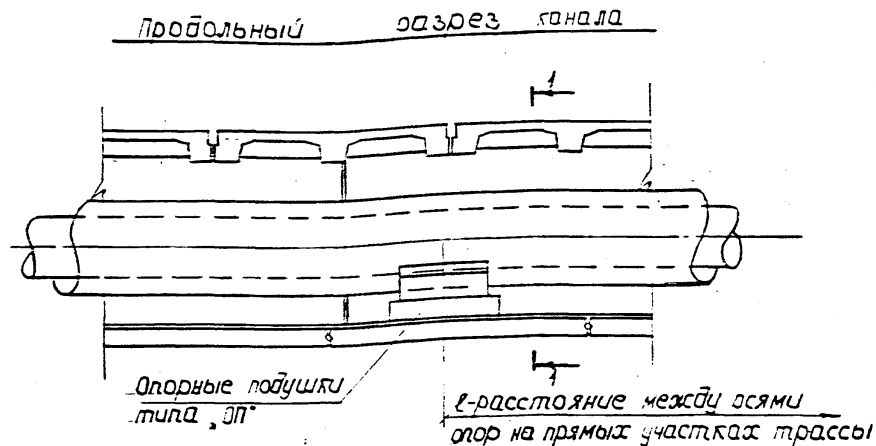 Продольный разрез канала
1
Опорные подушки
типа „ОП"
1
ℓ-расстояние между осями
опор на прямых участках трассы